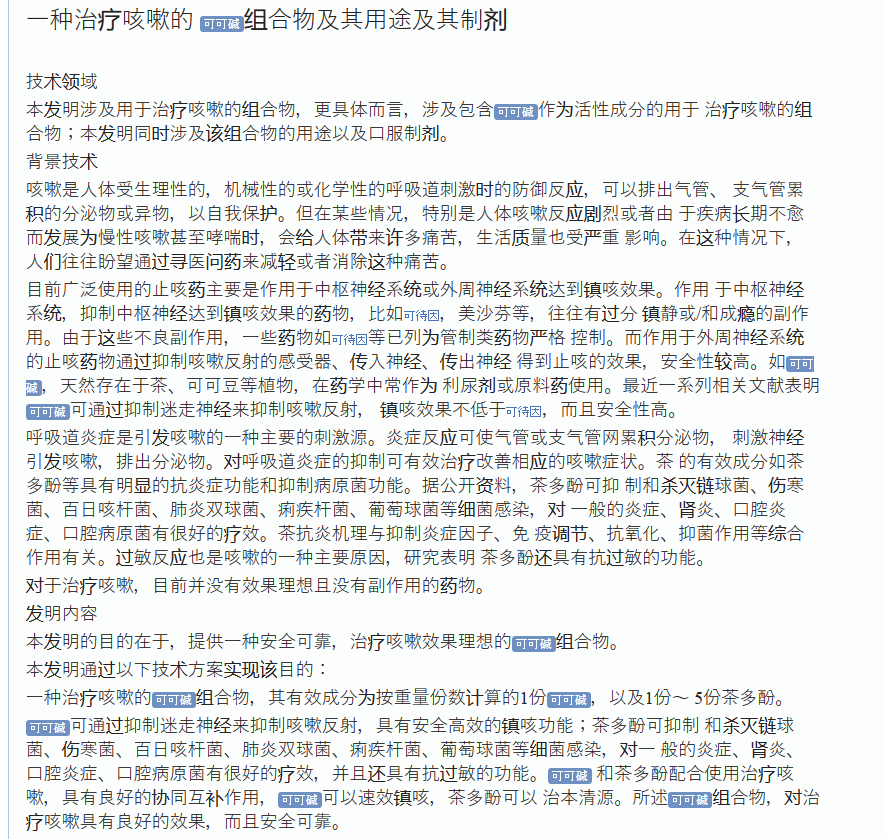 一种治疗咳嗽的 可可碱组合物及其用途及其制剂
技术领域
本发明涉及用于治疗咳嗽的组合物，更具体而言，涉及包含可可碱作为活性成分的用于 治疗咳嗽的组
合物；本发明同时涉及该组合物的用途以及口服制剂。
背景技术
咳嗽是人体受生理性的，机械性的或化学性的呼吸道刺激时的防御反应，可以排出气管、 支气管累
积的分泌物或异物，以自我保护。但在某些情况，特别是人体咳嗽反应剧烈或者由 于疾病长期不愈
而发展为慢性咳嗽甚至哮喘时，会给人体带来许多痛苦，生活质量也受严重 影响。在这种情况下，
人们往往盼望通过寻医问药来减轻或者消除这种痛苦。
目前广泛使用的止咳药主要是作用于中枢神经系统或外周神经系统达到镇咳效果。作用 于中枢神经
系统，抑制中枢神经达到镇咳效果的药物，比如可待因，美沙芬等，往往有过分 镇静或/和成瘾的副作
用。由于这些不良副作用，一些药物如可待因等已列为管制类药物严格 控制。而作用于外周神经系统
的止咳药物通过抑制咳嗽反射的感受器、传入神经、传出神经 得到止咳的效果，安全性较高。如可可
碱，天然存在于茶、可可豆等植物，在药学中常作为 利尿剂或原料药使用。最近一系列相关文献表明
可可碱可通过抑制迷走神经来抑制咳嗽反射， 镇咳效果不低于可待因，而且安全性高。
呼吸道炎症是引发咳嗽的一种主要的刺激源。炎症反应可使气管或支气管网累积分泌物， 刺激神经
引发咳嗽，排出分泌物。对呼吸道炎症的抑制可有效治疗改善相应的咳嗽症状。茶 的有效成分如茶
多酚等具有明显的抗炎症功能和抑制病原菌功能。据公开资料，茶多酚可抑 制和杀灭链球菌、伤寒
菌、百日咳杆菌、肺炎双球菌、痢疾杆菌、葡萄球菌等细菌感染，对 一般的炎症、肾炎、口腔炎
症、口腔病原菌有很好的疗效。茶抗炎机理与抑制炎症因子、免 疫调节、抗氧化、抑菌作用等综合
作用有关。过敏反应也是咳嗽的一种主要原因，研究表明 茶多酚还具有抗过敏的功能。
对于治疗咳嗽，目前并没有效果理想且没有副作用的药物。
发明内容
本发明的目的在于，提供一种安全可靠，治疗咳嗽效果理想的可可碱组合物。
本发明通过以下技术方案实现该目的：
一种治疗咳嗽的可可碱组合物，其有效成分为按重量份数计算的1份可可碱，以及1份～ 5份茶多酚。
可可碱可通过抑制迷走神经来抑制咳嗽反射，具有安全高效的镇咳功能；茶多酚可抑制 和杀灭链球
菌、伤寒菌、百日咳杆菌、肺炎双球菌、痢疾杆菌、葡萄球菌等细菌感染，对一 般的炎症、肾炎、
口腔炎症、口腔病原菌有很好的疗效，并且还具有抗过敏的功能。可可碱 和茶多酚配合使用治疗咳
嗽，具有良好的协同互补作用，可可碱可以速效镇咳，茶多酚可以 治本清源。所述可可碱组合物，对治
疗咳嗽具有良好的效果，而且安全可靠。